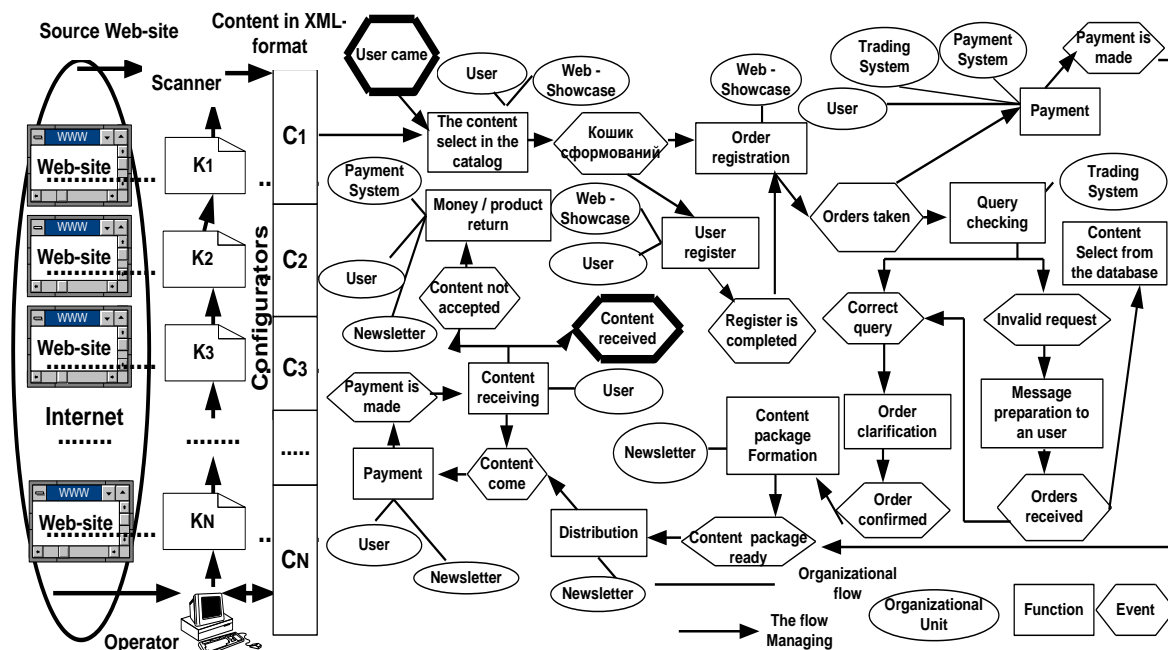 Source Web-site
Content in XML-
format
Scanner
WWW
Web-site
K1
WWW
Web-site
K2
WWW
Web-site
K3
Internet
........
........
WWW
Web-site
KN
Operator
Configurators
C1
C2
C3
.....
CN
User came
User
Web -
Showcase
The content
select in the
catalog
Кошик
сформований
Web -
Showcase
Order
registration
Trading
System
Payment
System
User
Payment is
made
Payment
Payment
System
Money / product
return
User
Newsletter
Content not
accepted
Web -
Showcase
User
User
register
Register is
completed
Orders taken
Query
checking
Trading
System
Content
Select from
the database
Correct
query
Invalid request
Content
received
Content
receiving
User
Payment is
made
Payment
User
Newsletter
Content
come
Distribution
Newsletter
Content
package
Formation
Newsletter
Content package
ready
Order
clarification
Order
confirmed
Message
preparation to
an user
Orders
received
Organizational
flow
The flow
Managing
Organizational
Unit
Function
Event